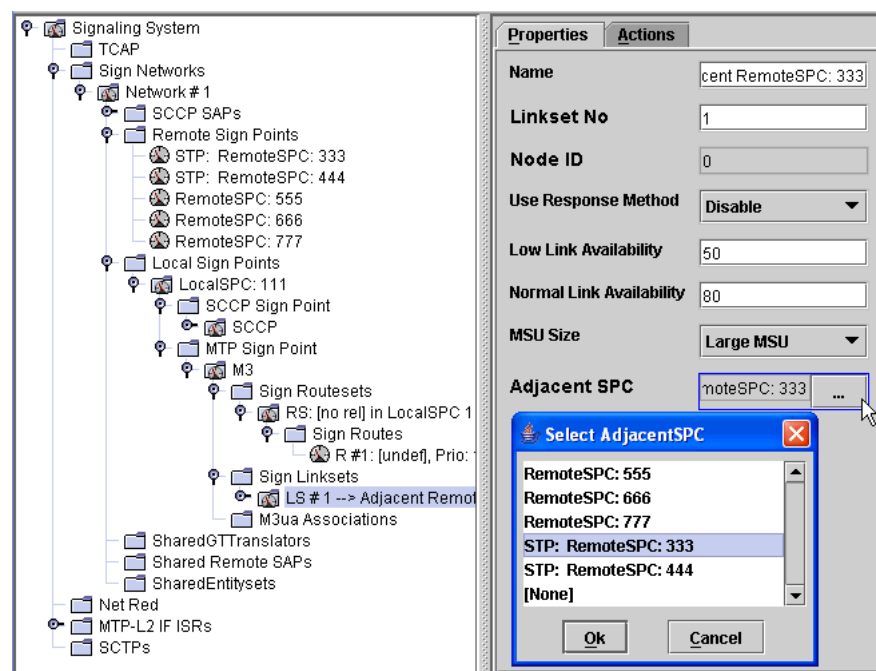 Signaling System
TCAP
Sign Networks
Network # 1
SCCP SAPs
Remote Sign Points
STP: RemoteSPC: 333
STP: RemoteSPC: 444
RemoteSPC: 555
RemoteSPC: 666
RemoteSPC: 777
Local Sign Points
LocalSPC: 111
SCCP Sign Point
SCCP
MTP Sign Point
M3
Sign Routesets
RS: [no rel] in LocalSPC 1
Sign Routes
R #1: [undef], Prio:
Sign Linksets
LS # 1 --> Adjacent Remot
M3ua Associations
SharedGTTranslators
Shared Remote SAPs
SharedEntitysets
Net Red
MTP-L2 IF ISRs
SCTPs
Properties Actions
Name cent RemoteSPC: 333
Linkset No 1
Node ID 0
Use Response Method Disable
Low Link Availability 50
Normal Link Availability 80
MSU Size Large MSU
Adjacent SPC moteSPC: 333 ...
Select AdjacentSPC
RemoteSPC: 555
RemoteSPC: 666
RemoteSPC: 777
STP: RemoteSPC: 333
STP: RemoteSPC: 444
[None]
Ok Cancel